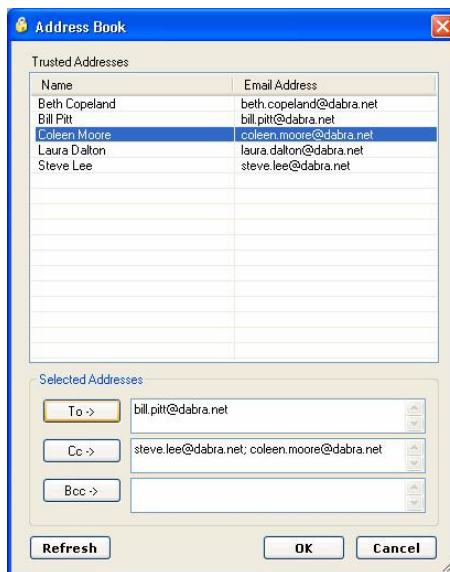 Address Book
Trusted Addresses
Name Email Address
Beth Copeland beth.copeland@dabra.net
Bill Pitt bill.pitt@dabra.net
Coleen Moore coleen.moore@dabra.net
Laura Dalton laura.dalton@dabra.net
Steve Lee steve.lee@dabra.net
Selected Addresses
To -> bill.pitt@dabra.net
Cc -> steve.lee@dabra.net; coleen.moore@dabra.net
Bcc ->
Refresh OK Cancel